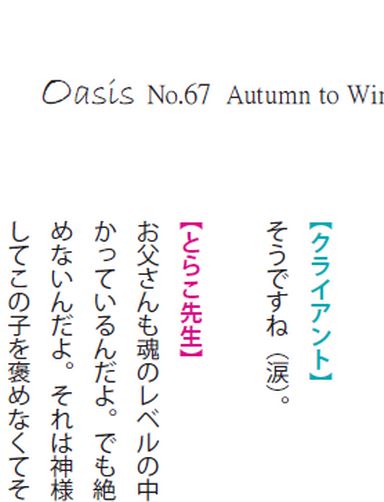 Oasis No.67 Autumn to Win
【クライアント】
そうですね（涙）。
【とらこ先生】
お父さんも魂のレベルの中
かっているんだよ。でも絶
めないんだよ。それは神様
してこの子を褒めなくてそ